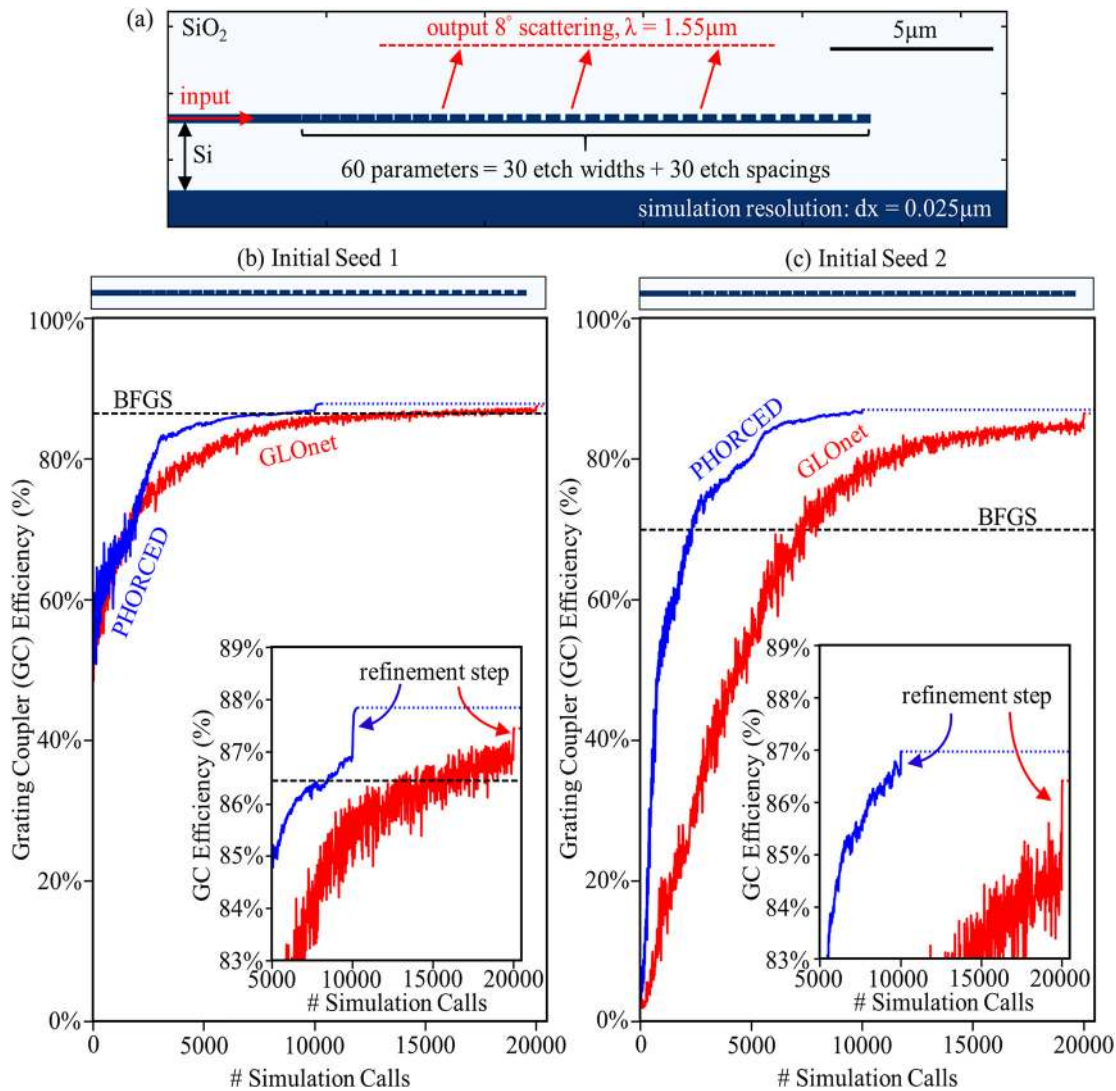 (a)
SiO₂
output 8° scattering, λ = 1.55μm
5μm
input
Si
60 parameters = 30 etch widths + 30 etch spacings
simulation resolution: dx = 0.025μm
(b) Initial Seed 1
100%
80%
60%
40%
20%
0%
Grating Coupler (GC) Efficiency (%)
BFGS
GLOnet
PHORCED
89%
88%
87%
86%
85%
84%
83%
GC Efficiency (%)
refinement step
5000
10000
15000
20000
# Simulation Calls
0
5000
10000
15000
20000
# Simulation Calls
(c) Initial Seed 2
100%
80%
60%
40%
20%
0%
Grating Coupler (GC) Efficiency (%)
PHORCED
GLOnet
BFGS
89%
88%
87%
86%
85%
84%
83%
GC Efficiency (%)
refinement step
5000
10000
15000
20000
# Simulation Calls
0
5000
10000
15000
20000
# Simulation Calls